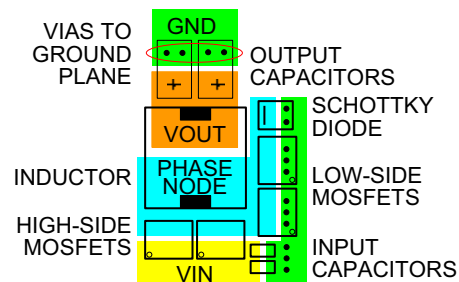 VIAS TO
GROUND
PLANE
GND
OUTPUT
CAPACITORS
+ +
VOUT
SCHOTTKY
DIODE
INDUCTOR
PHASE
NODE
LOW-SIDE
MOSFETS
HIGH-SIDE
MOSFETS
VIN
INPUT
CAPACITORS